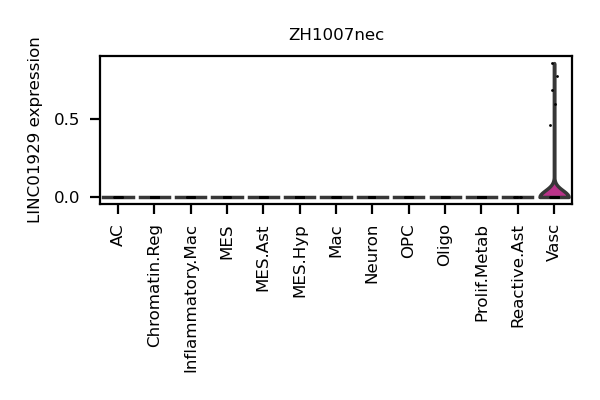 ZH1007nec
LINC01929 expression
0.5
0.0
AC
Chromatin.Reg
Inflammatory.Mac
MES
MES.Ast
MES.Hyp
Mac
Neuron
OPC
Oligo
Prolif.Metab
Reactive.Ast
Vasc